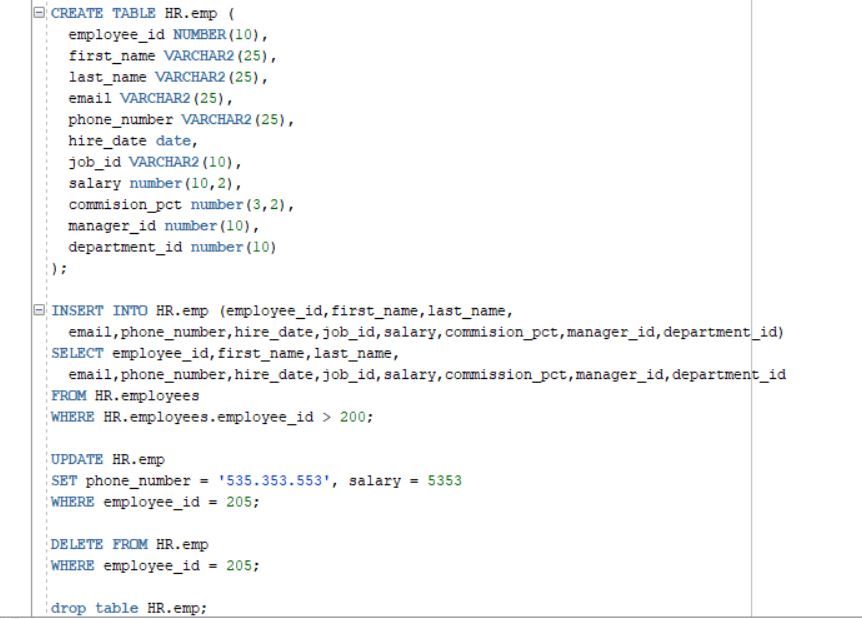 CREATE TABLE HR.emp (
employee_id NUMBER(10),
first_name VARCHAR2(25),
last_name VARCHAR2(25),
email VARCHAR2(25),
phone_number VARCHAR2(25),
hire_date date,
job_id VARCHAR2(10),
salary number(10,2),
commision_pct number(3,2),
manager_id number(10),
department_id number(10)
);
INSERT INTO HR.emp (employee_id,first_name,last_name,
email,phone_number,hire_date,job_id,salary,commision_pct,manager_id,department_id)
SELECT employee_id,first_name,last_name,
email,phone_number,hire_date,job_id,salary,commission_pct,manager_id,department_id
FROM HR.employees
WHERE HR.employees.employee_id > 200;
UPDATE HR.emp
SET phone_number = '535.353.553', salary = 5353
WHERE employee_id = 205;
DELETE FROM HR.emp
WHERE employee_id = 205;
drop table HR.emp;